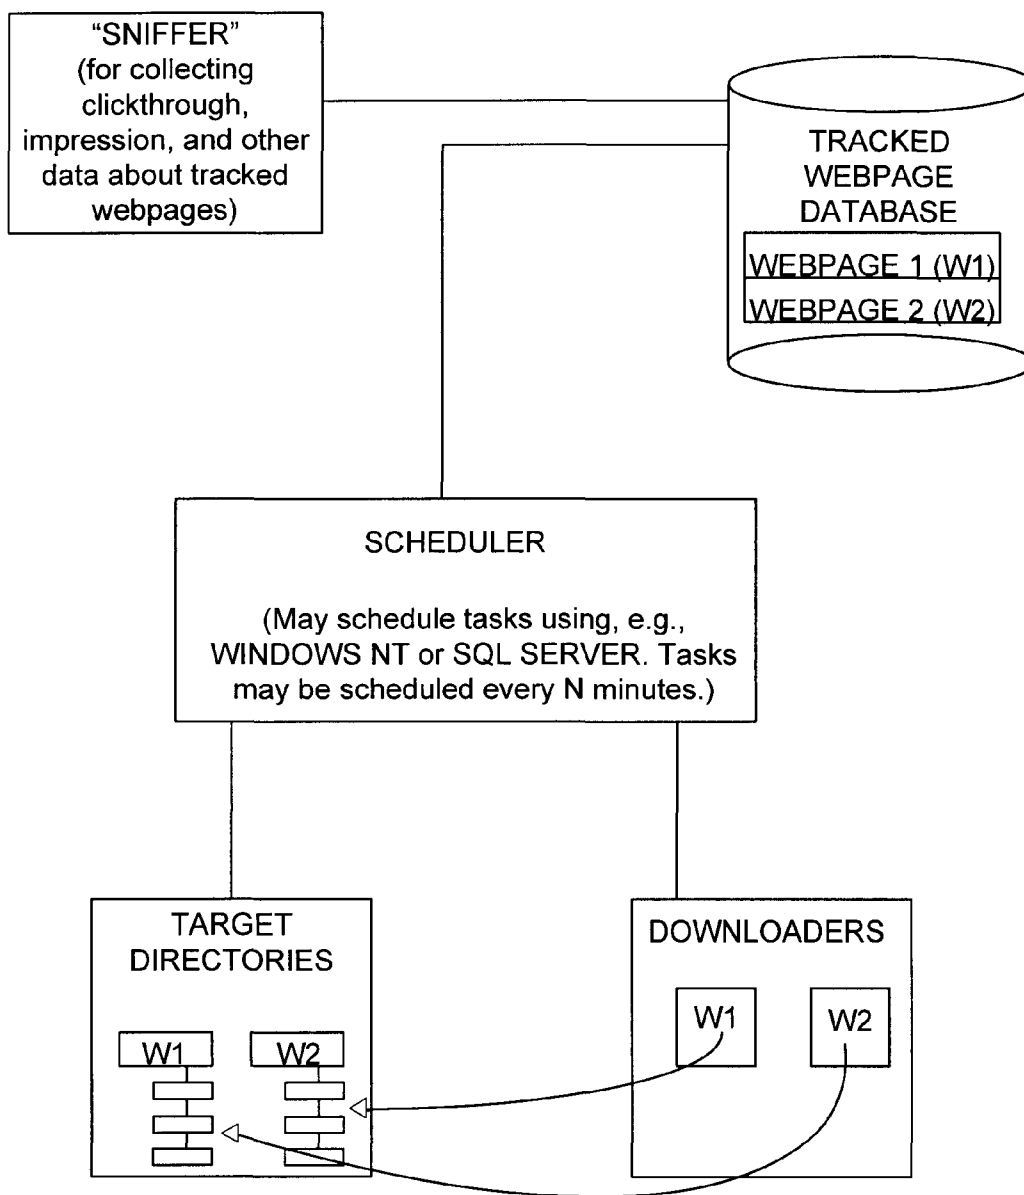 “SNIFFER”
(for collecting
clickthrough,
impression, and other
data about tracked
webpages)
TRACKED
WEBPAGE
DATABASE
WEBPAGE 1 (W1)
WEBPAGE 2 (W2)
SCHEDULER
(May schedule tasks using, e.g.,
WINDOWS NT or SQL SERVER. Tasks
may be scheduled every N minutes.)
TARGET
DIRECTORIES
W1
W2
DOWNLOADERS
W1
W2